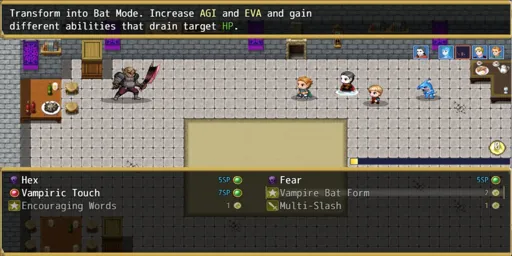 Transform into Bat Mode. Increase AGI and EVA and gain
different abilities that drain target HP.
Hex 5SP Fear 5SP
Vampiric Touch 7SP Vampire Bat Form 7
Encouraging Words 1 Multi-Slash 1